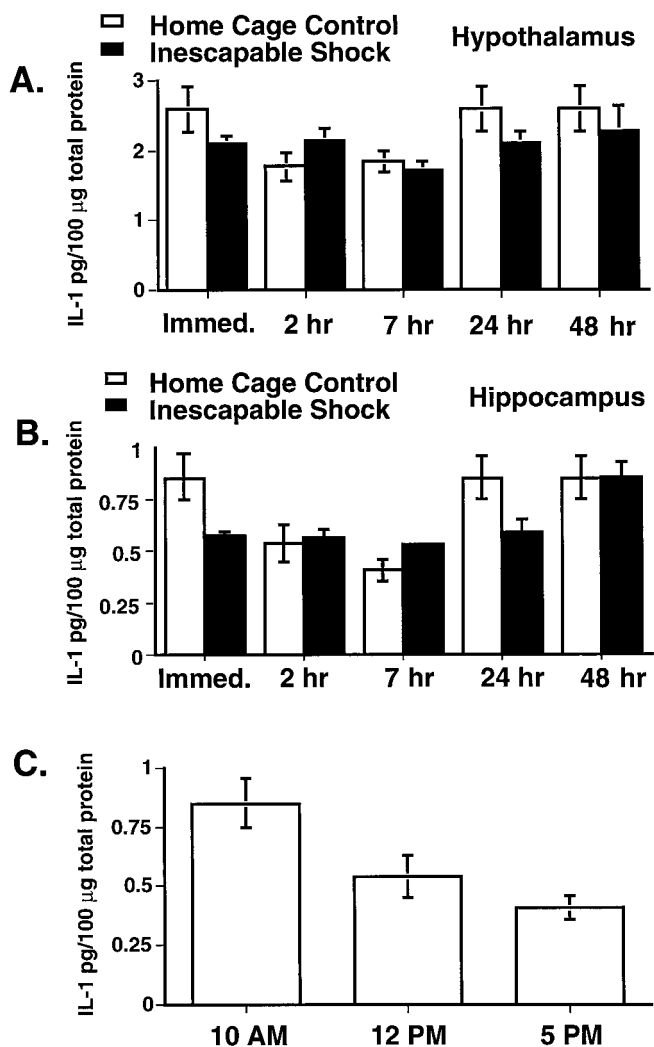 Home Cage Control
Inescapable Shock
Hypothalamus
A.
IL-1 pg/100 µg total protein
3
2
1
0
Immed. 2 hr 7 hr 24 hr 48 hr
Home Cage Control
Inescapable Shock
Hippocampus
B.
IL-1 pg/100 µg total protein
1
0.75
0.5
0.25
0
Immed. 2 hr 7 hr 24 hr 48 hr
C.
IL-1 pg/100 µg total protein
1
0.75
0.5
0.25
0
10 AM 12 PM 5 PM